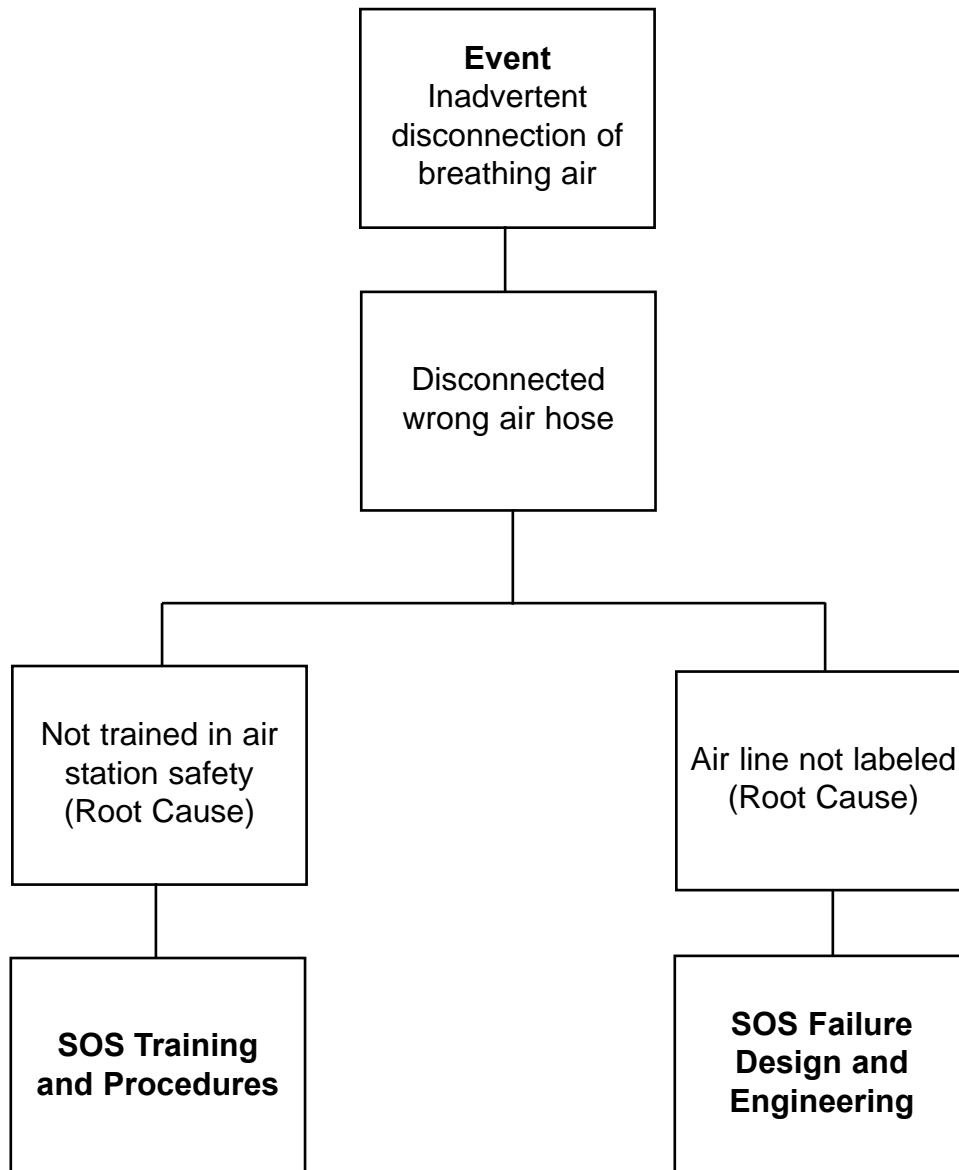 Event
Inadvertent
disconnection of
breathing air
Disconnected
wrong air hose
Not trained in air
station safety
(Root Cause)
Air line not labeled
(Root Cause)
SOS Training
and Procedures
SOS Failure
Design and
Engineering